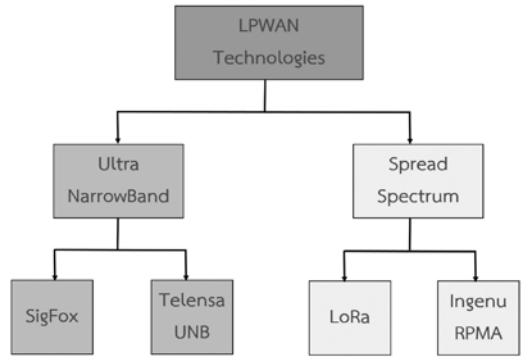 LPWAN
Technologies
Ultra
NarrowBand
Spread
Spectrum
SigFox
Telensa
UNB
LoRa
Ingenu
RPMA